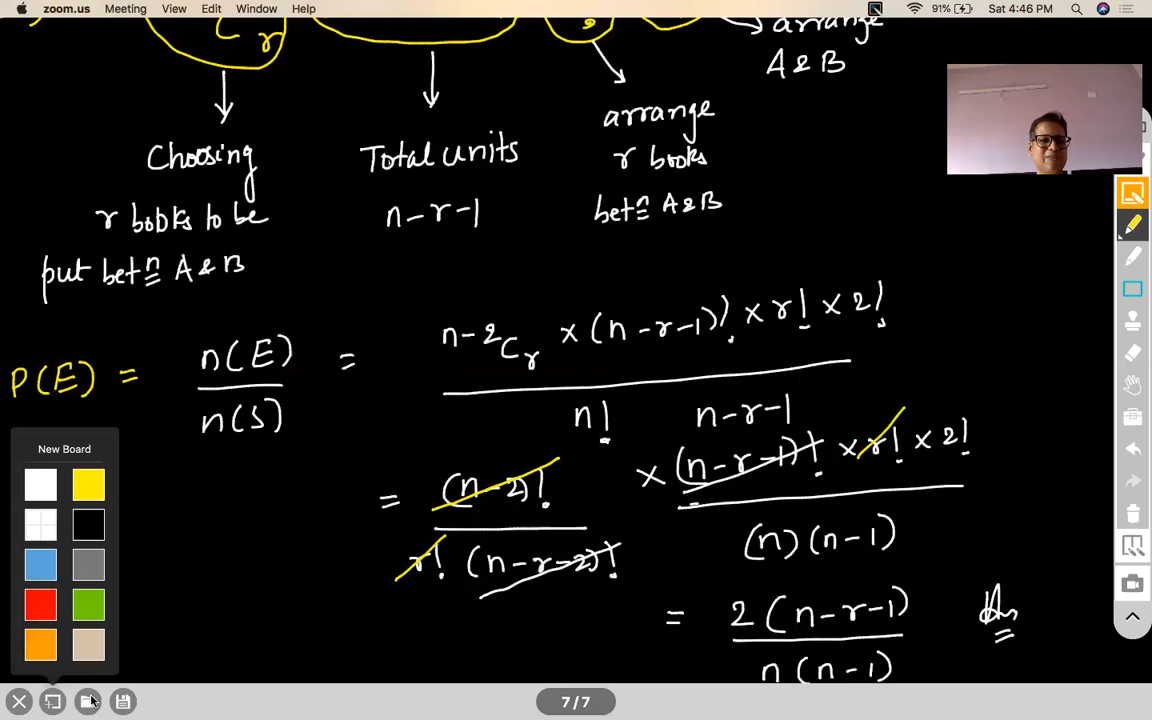 zoom.us Meeting View Edit Window Help 91% Sat 4:46 PM
C r
arrange
A & B
Choosing
r books to be
put betn A & B
Total units
n-r-1
arrange
r books
betn A & B
P(E) = n(E) / n(S) = n-2Cr × (n-r-1)! × r! × 2! / n!
n-r-1
= (n-2)! / r! (n-r-2)! × (n-r-1)! × r! × 2! / (n)(n-1)
= 2(n-r-1) / n(n-1) Ans
New Board
7/7